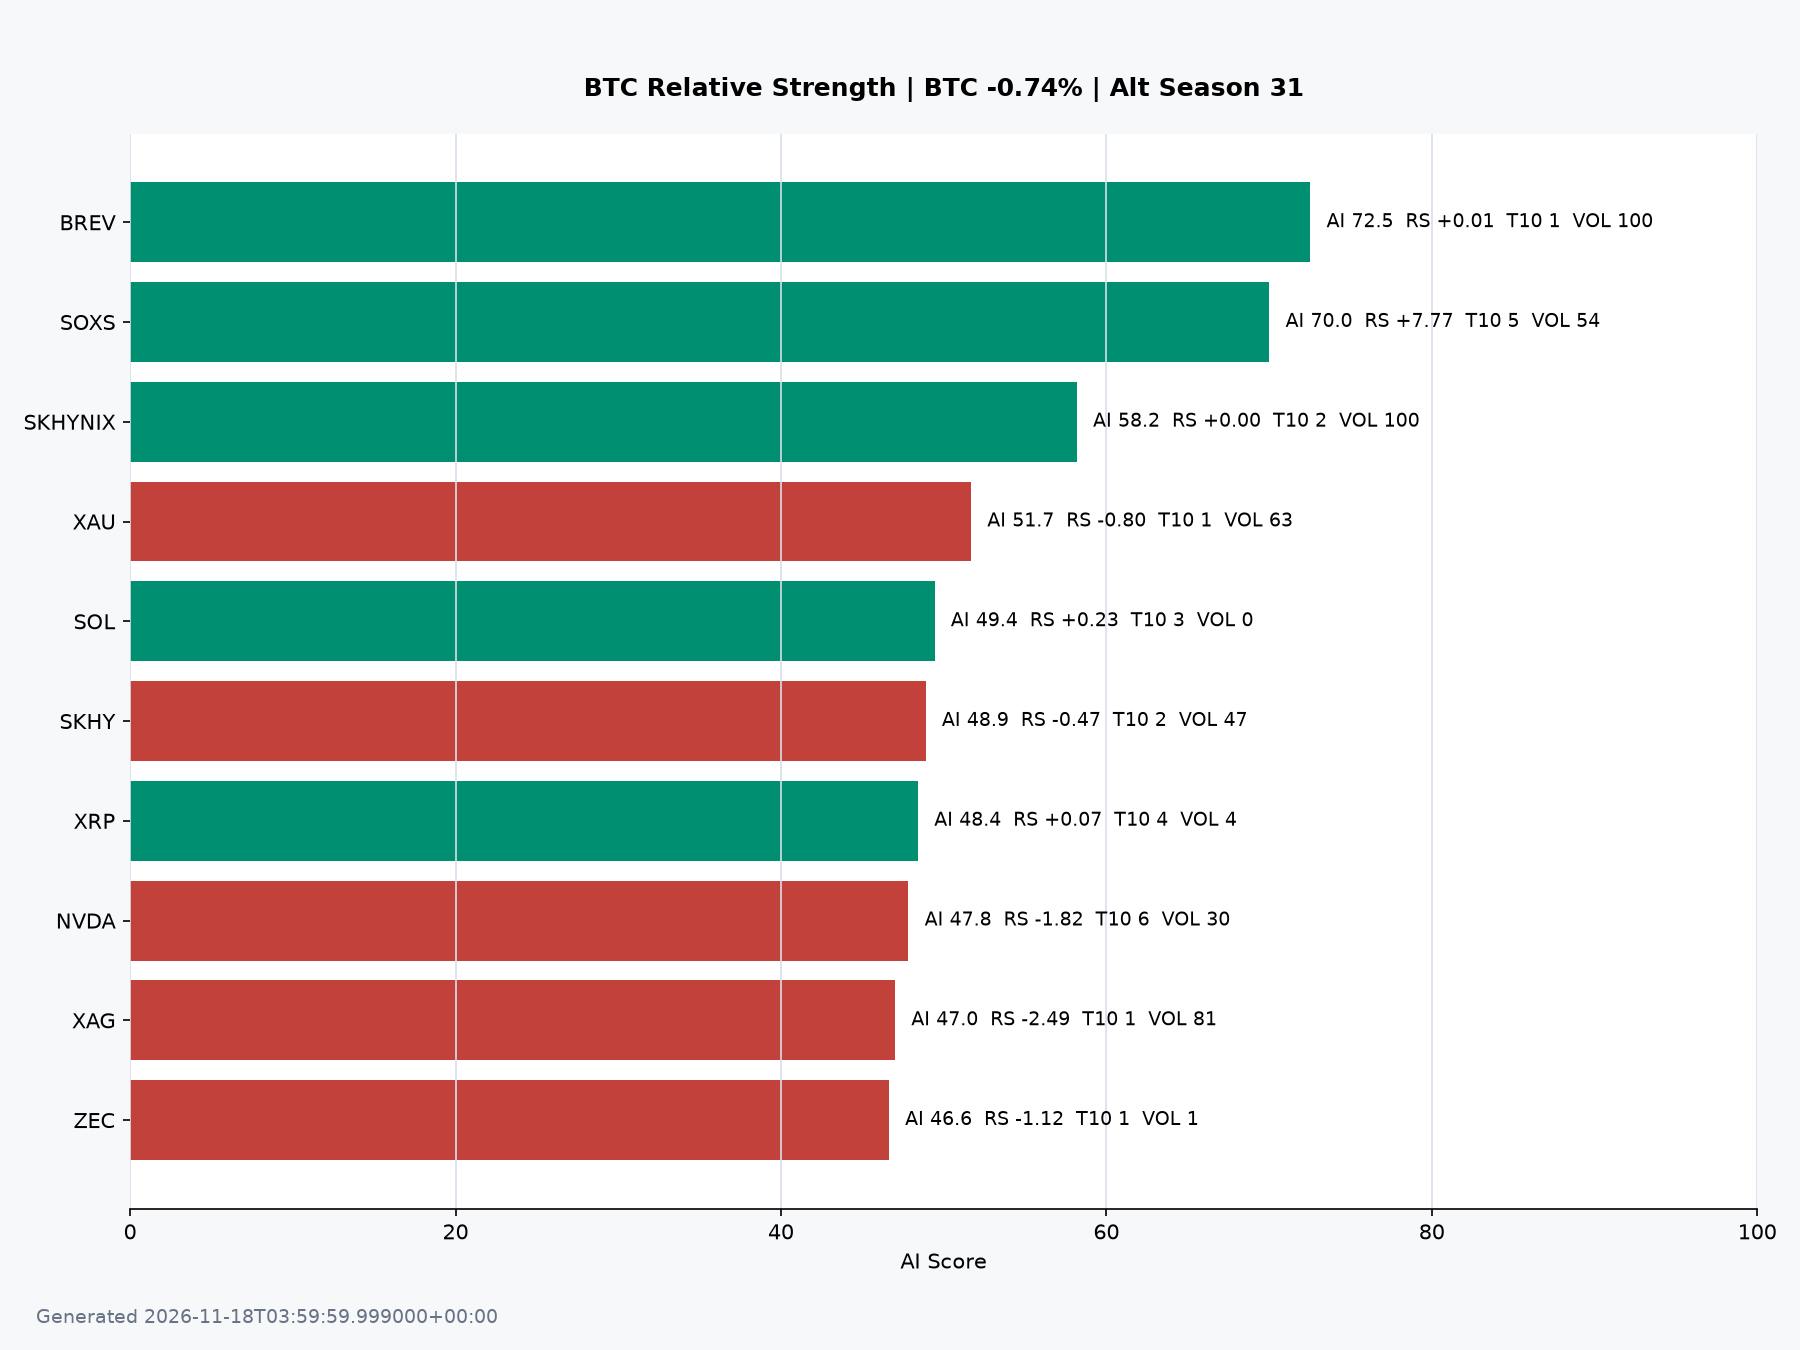 BTC Relative Strength | BTC -0.74% | Alt Season 31
BREV AI 72.5 RS +0.01 T10 1 VOL 100
SOXS AI 70.0 RS +7.77 T10 5 VOL 54
SKHYNIX AI 58.2 RS +0.00 T10 2 VOL 100
XAU AI 51.7 RS -0.80 T10 1 VOL 63
SOL AI 49.4 RS +0.23 T10 3 VOL 0
SKHY AI 48.9 RS -0.47 T10 2 VOL 47
XRP AI 48.4 RS +0.07 T10 4 VOL 4
NVDA AI 47.8 RS -1.82 T10 6 VOL 30
XAG AI 47.0 RS -2.49 T10 1 VOL 81
ZEC AI 46.6 RS -1.12 T10 1 VOL 1
0 20 40 60 80 100
AI Score
Generated 2026-11-18T03:59:59.999000+00:00